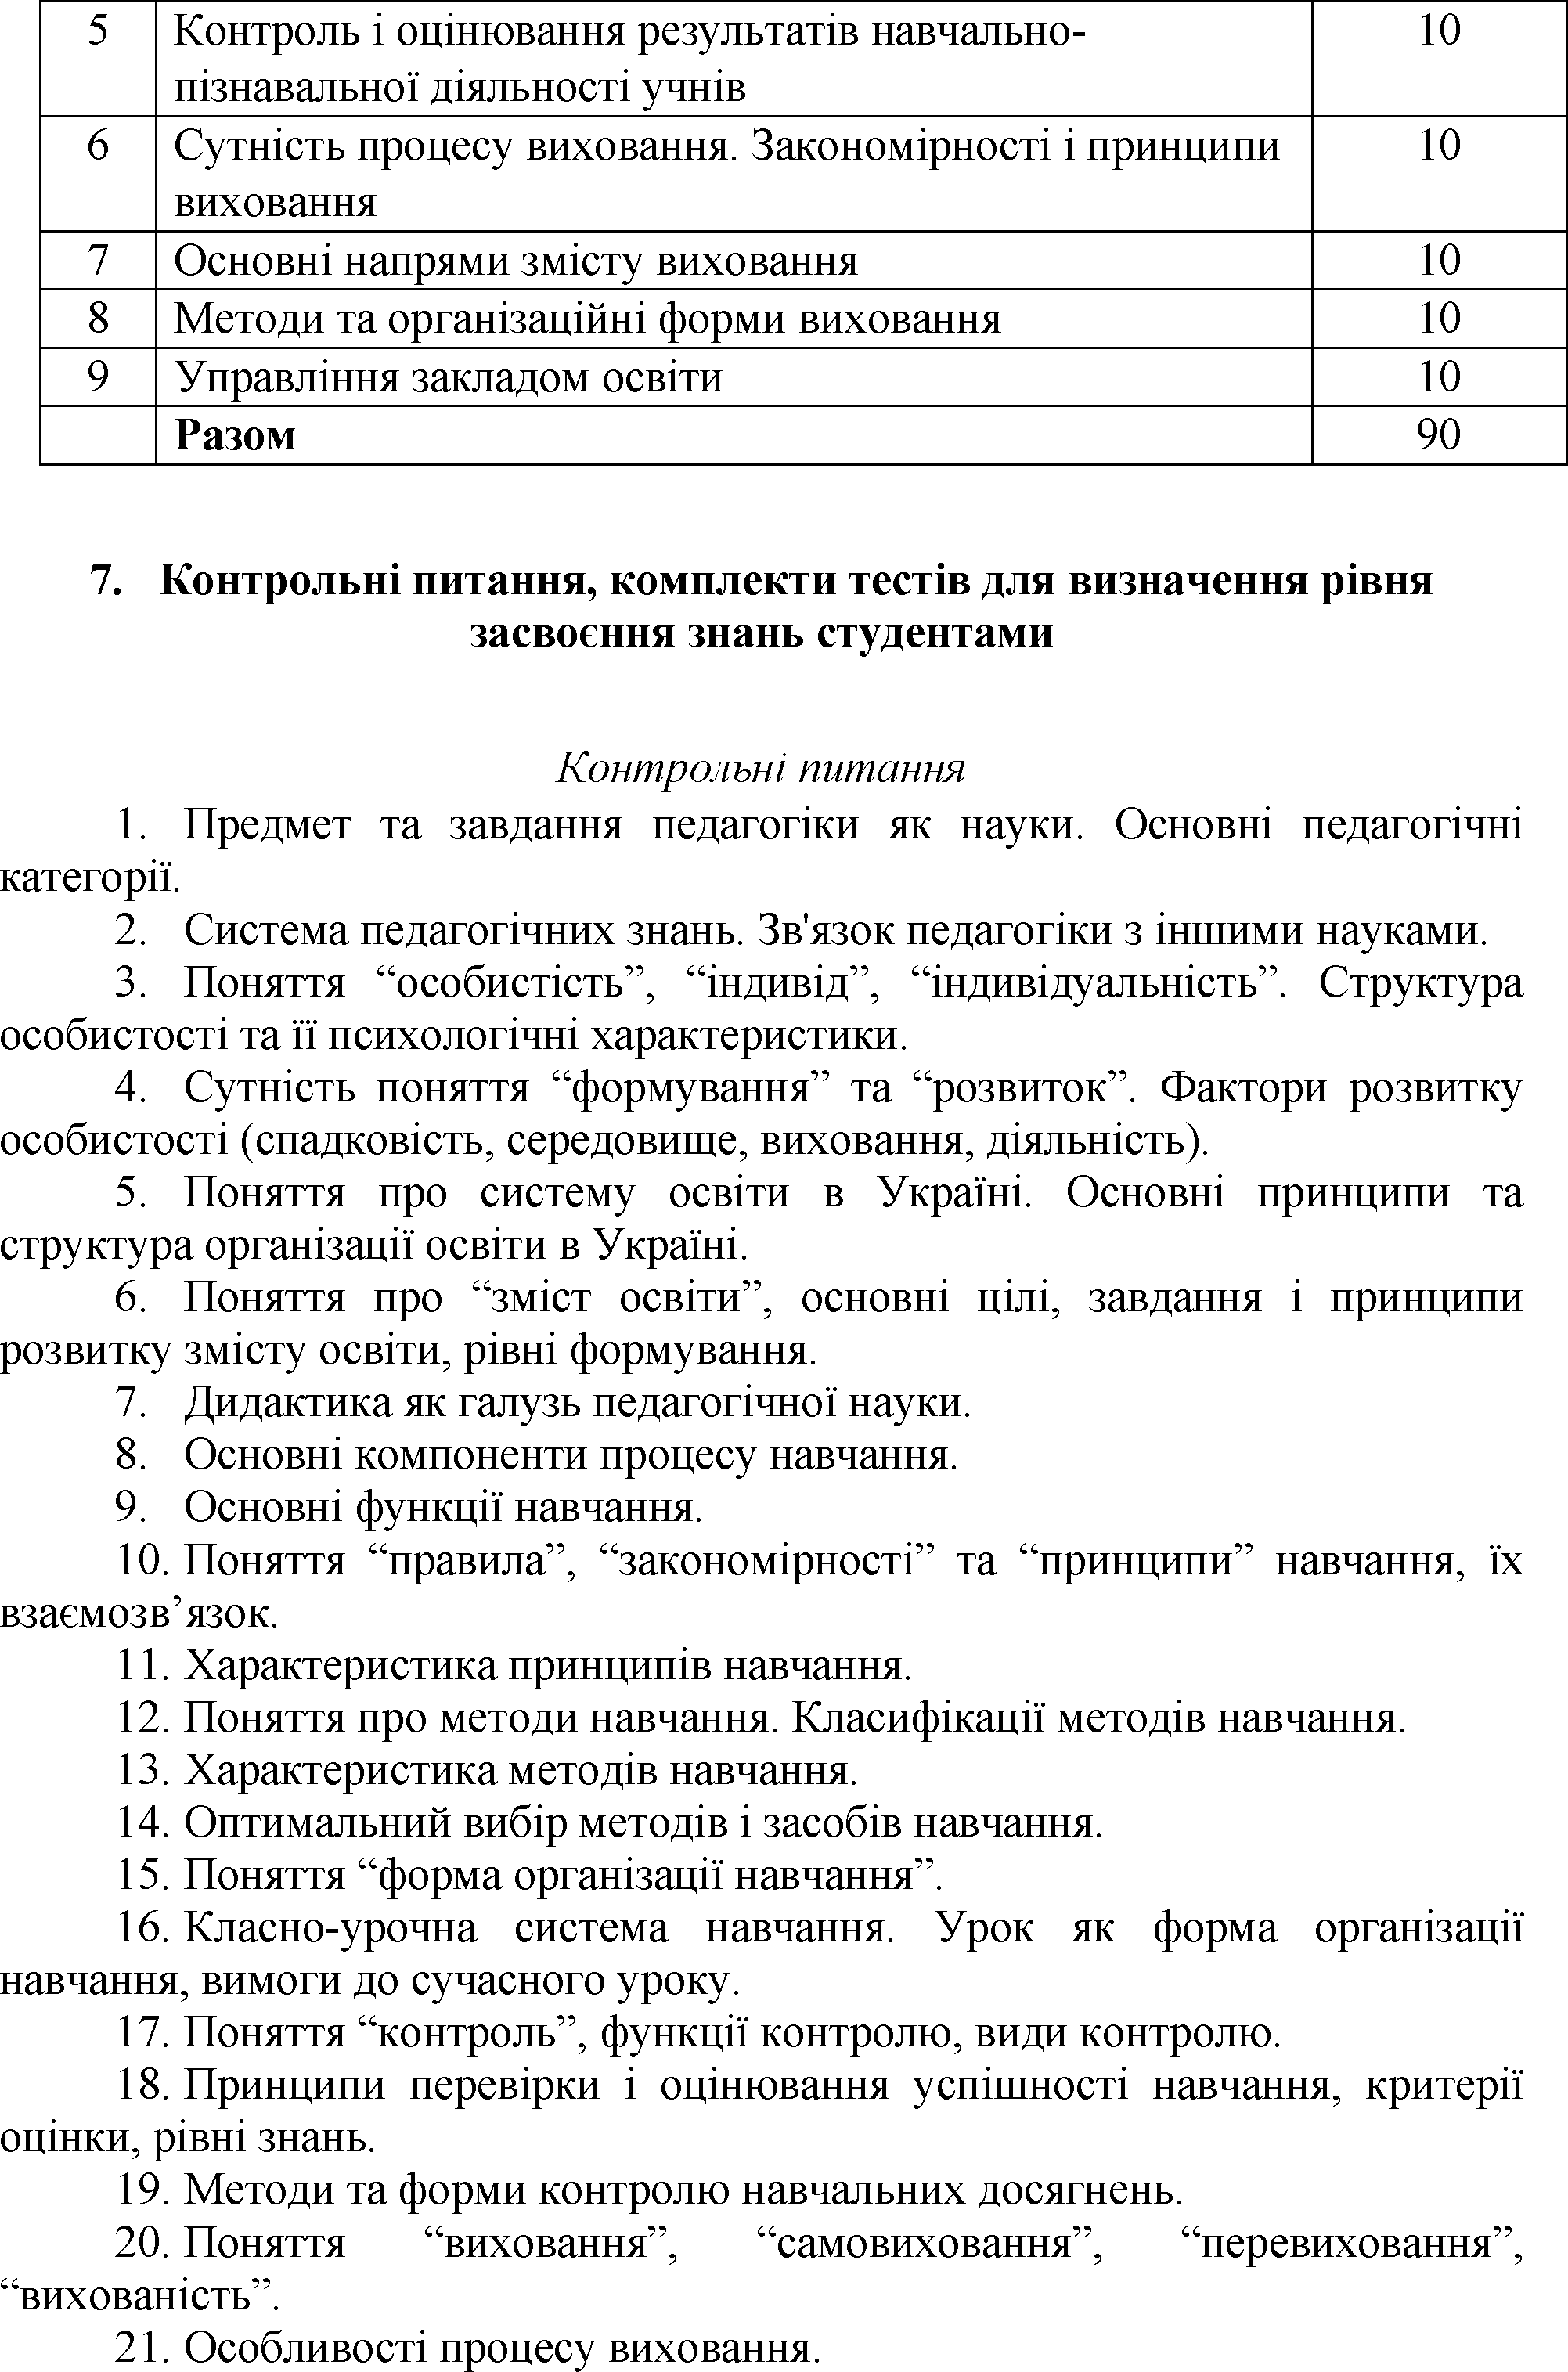 5 Контроль і оцінювання результатів навчально- 10
пізнавальної діяльності учнів
6 Сутність процесу виховання. Закономірності і принципи 10
виховання
7 Основні напрями змісту виховання 10
8 Методи та організаційні форми виховання 10
9 Управління закладом освіти 10
Разом 90
7. Контрольні питання, комплекти тестів для визначення рівня
засвоєння знань студентами
Контрольні питання
1. Предмет та завдання педагогіки як науки. Основні педагогічні
категорії.
2. Система педагогічних знань. Зв'язок педагогіки з іншими науками.
3. Поняття “особистість”, “індивід”, “індивідуальність”. Структура
особистості та її психологічні характеристики.
4. Сутність поняття “формування” та “розвиток”. Фактори розвитку
особистості (спадковість, середовище, виховання, діяльність).
5. Поняття про систему освіти в Україні. Основні принципи та
структура організації освіти в Україні.
6. Поняття про “зміст освіти”, основні цілі, завдання і принципи
розвитку змісту освіти, рівні формування.
7. Дидактика як галузь педагогічної науки.
8. Основні компоненти процесу навчання.
9. Основні функції навчання.
10. Поняття “правила”, “закономірності” та “принципи” навчання, їх
взаємозв’язок.
11. Характеристика принципів навчання.
12. Поняття про методи навчання. Класифікації методів навчання.
13. Характеристика методів навчання.
14. Оптимальний вибір методів і засобів навчання.
15. Поняття “форма організації навчання”.
16. Класно-урочна система навчання. Урок як форма організації
навчання, вимоги до сучасного уроку.
17. Поняття “контроль”, функції контролю, види контролю.
18. Принципи перевірки і оцінювання успішності навчання, критерії
оцінки, рівні знань.
19. Методи та форми контролю навчальних досягнень.
20. Поняття “виховання”, “самовиховання”, “перевиховання”,
“вихованість”.
21. Особливості процесу виховання.